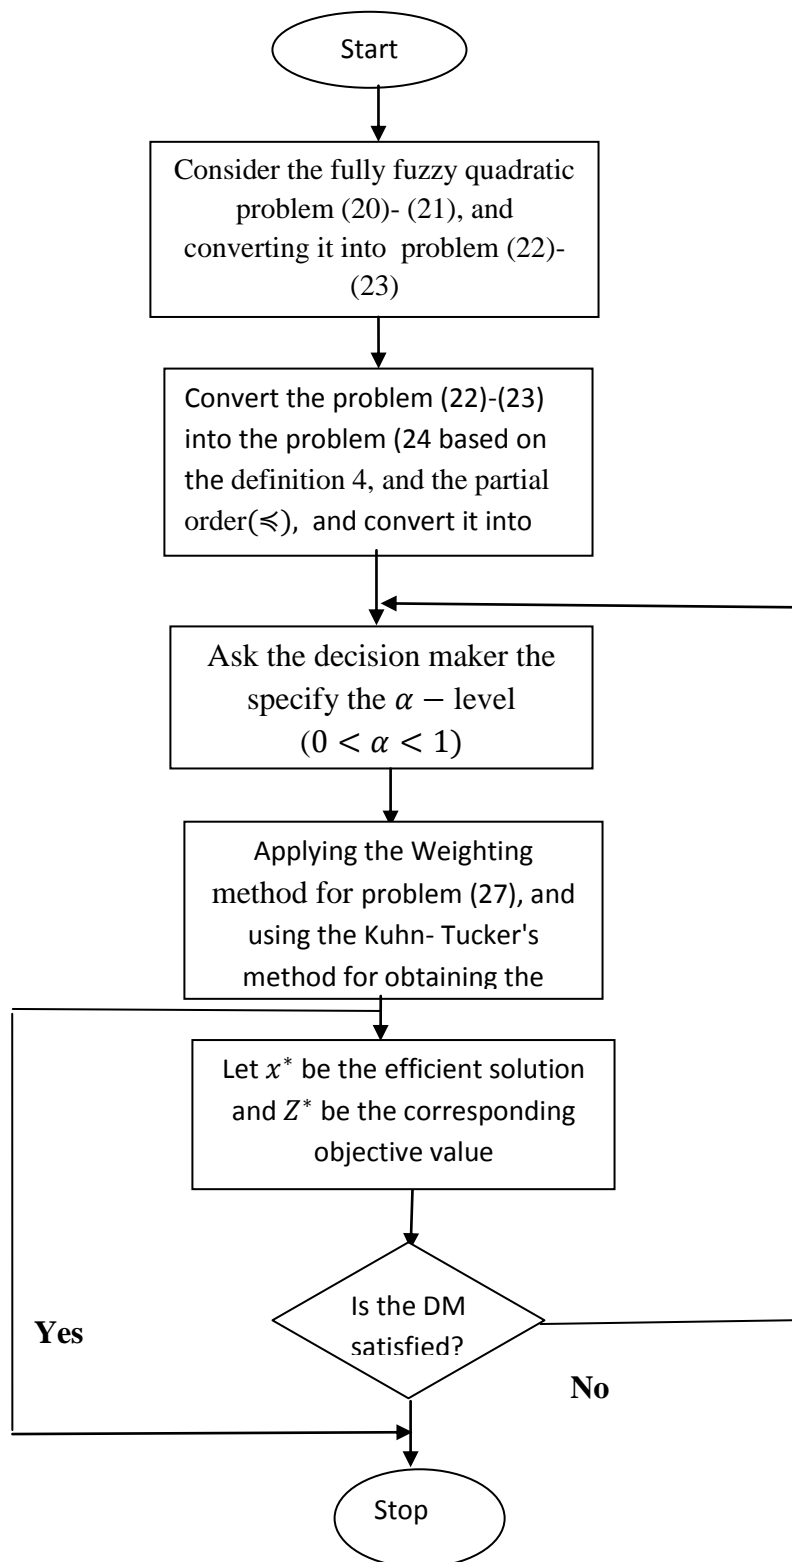 Start
Consider the fully fuzzy quadratic
problem (20)- (21), and
converting it into problem (22)-
(23)
Convert the problem (22)-(23)
into the problem (24 based on
the definition 4, and the partial
order(≼), and convert it into
Ask the decision maker the
specify the α − level
(0 < α < 1)
Applying the Weighting
method for problem (27), and
using the Kuhn- Tucker's
method for obtaining the
Let x* be the efficient solution
and Z* be the corresponding
objective value
Is the DM
satisfied?
Yes
No
Stop